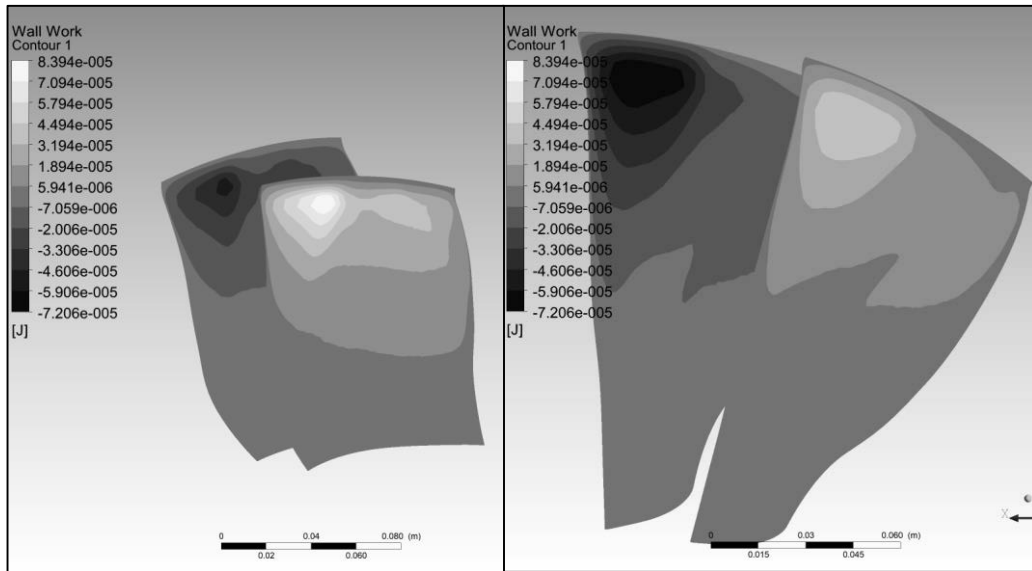 Wall Work
Contour 1
8.394e-005
7.094e-005
5.794e-005
4.494e-005
3.194e-005
1.894e-005
5.941e-006
-7.059e-006
-2.006e-005
-3.306e-005
-4.606e-005
-5.906e-005
-7.206e-005
[J]
0 0.04 0.080 (m)
0.02 0.060
Wall Work
Contour 1
8.394e-005
7.094e-005
5.794e-005
4.494e-005
3.194e-005
1.894e-005
5.941e-006
-7.059e-006
-2.006e-005
-3.306e-005
-4.606e-005
-5.906e-005
-7.206e-005
[J]
X
0 0.03 0.060 (m)
0.015 0.045